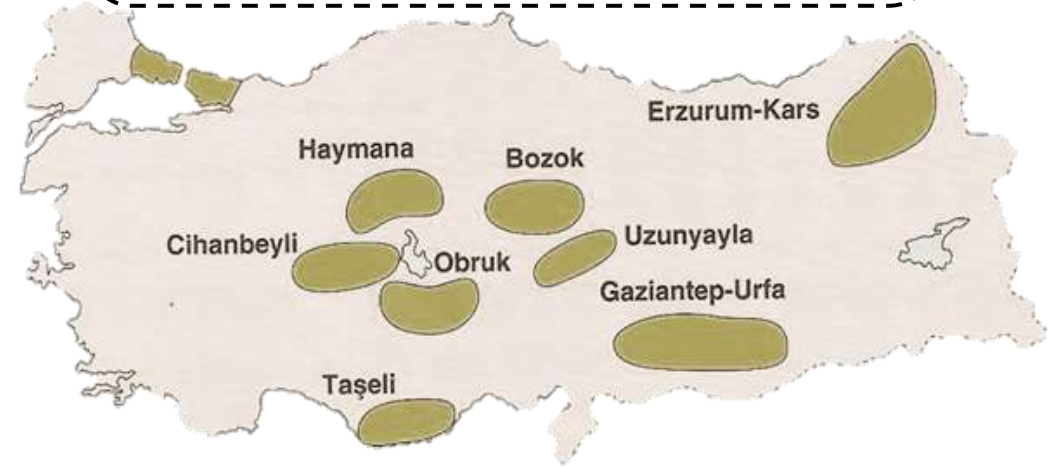 Erzurum-Kars
Haymana
Bozok
Cihanbeyli
Obruk
Uzunyayla
Gaziantep-Urfa
Taşeli